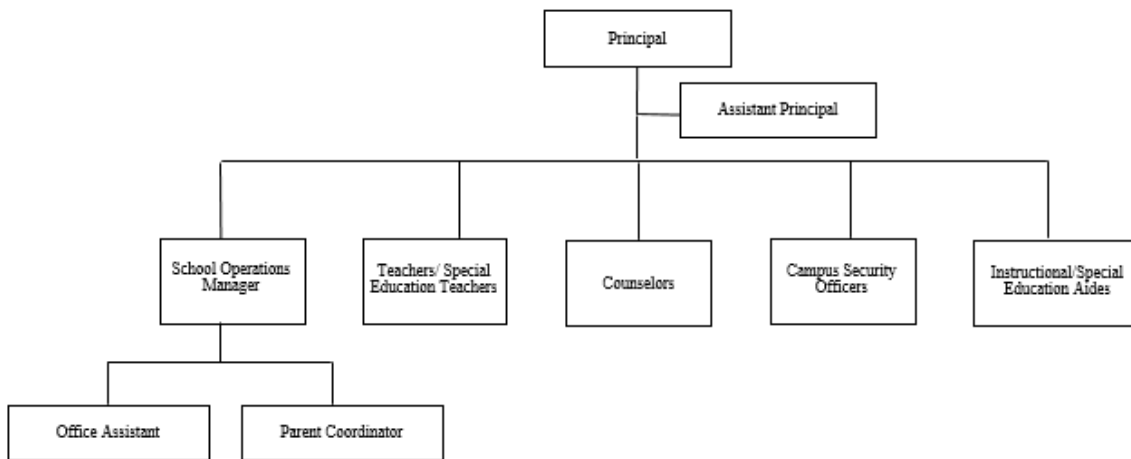 Principal
Assistant Principal
School Operations
Manager
Teachers/ Special
Education Teachers
Counselors
Campus Security
Officers
Instructional/Special
Education Aides
Office Assistant
Parent Coordinator